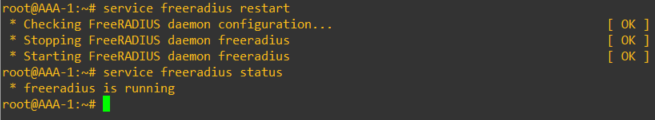 root@AAA-1:~# service freeradius restart
 * Checking FreeRADIUS daemon configuration... [ OK ]
 * Stopping FreeRADIUS daemon freeradius [ OK ]
 * Starting FreeRADIUS daemon freeradius [ OK ]
root@AAA-1:~# service freeradius status
 * freeradius is running
root@AAA-1:~#